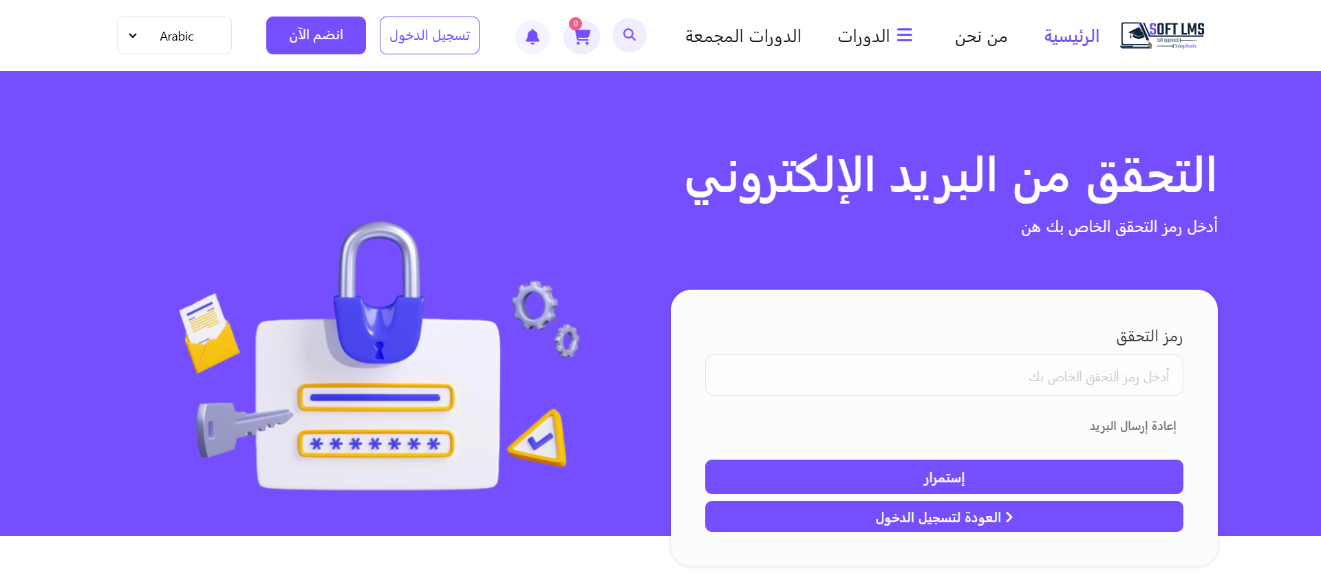 SOFT LMS
الرئيسية
من نحن
الدورات
الدورات المجمعة
0
تسجيل الدخول
انضم الآن
Arabic
التحقق من البريد الإلكتروني
أدخل رمز التحقق الخاص بك هن
رمز التحقق
أدخل رمز التحقق الخاص بك
إعادة إرسال البريد
إستمرار
العودة لتسجيل الدخول
*******